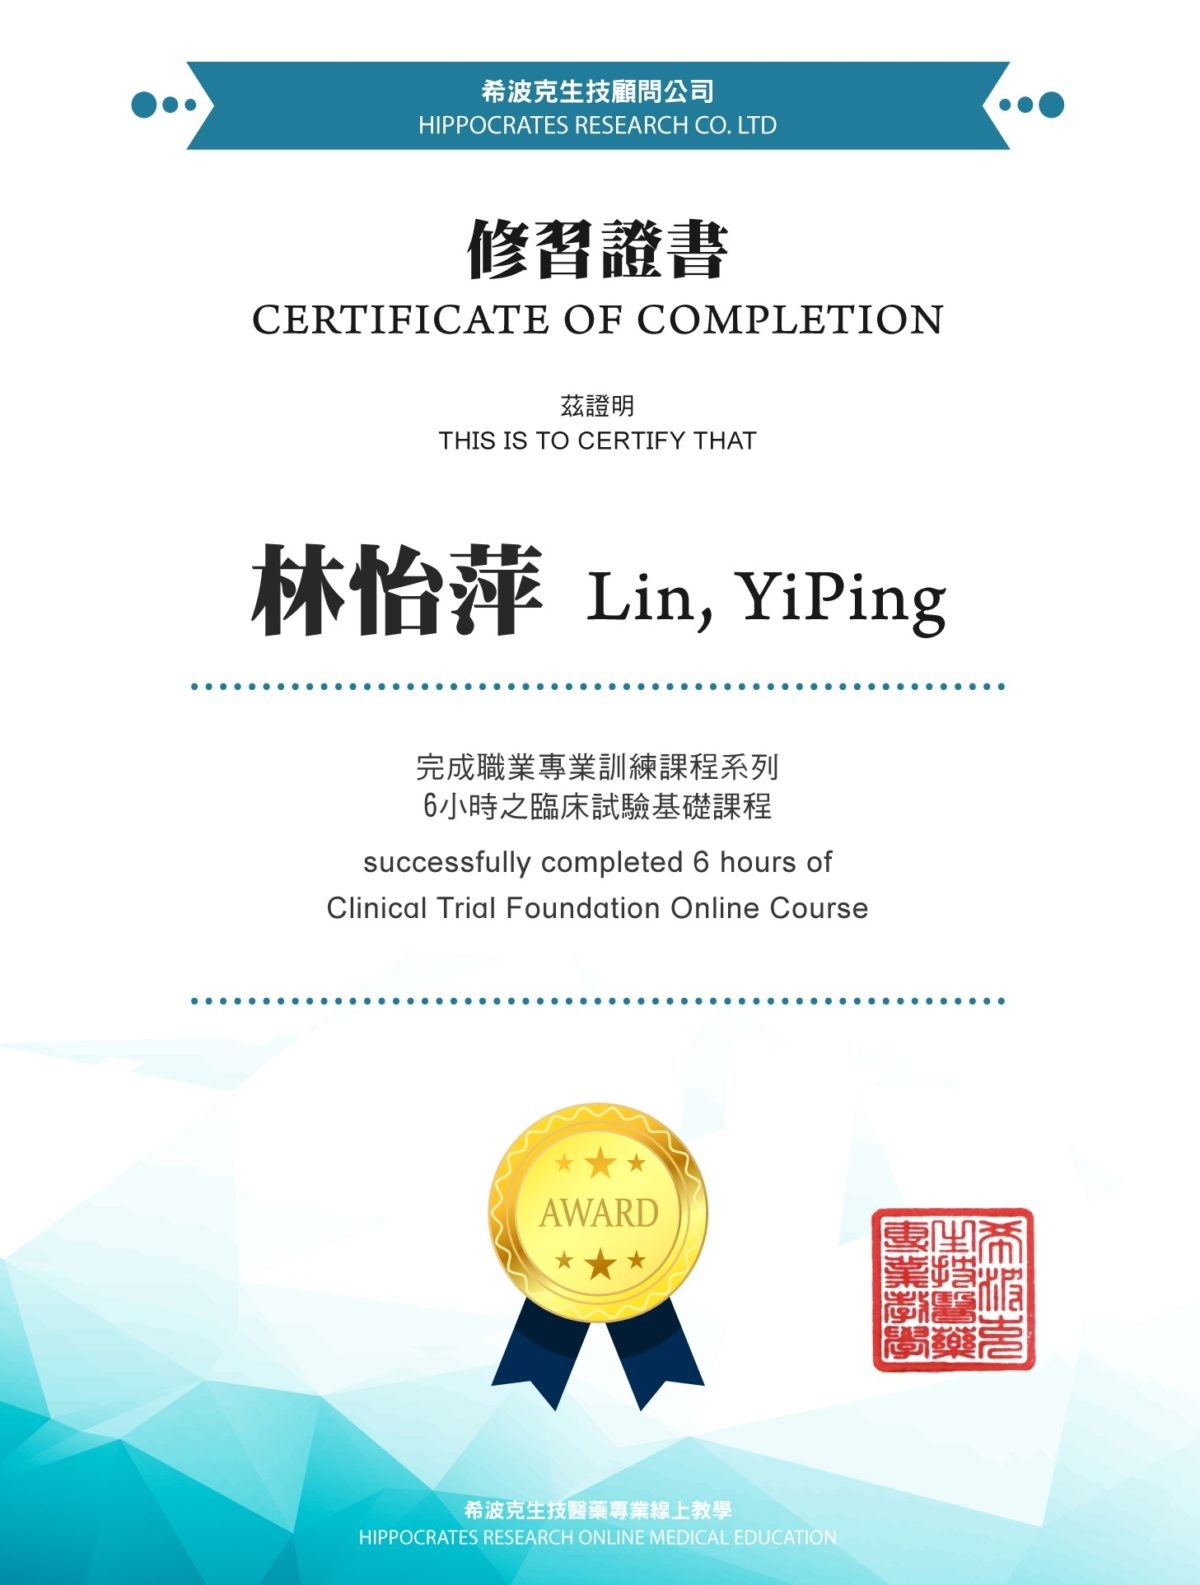 希波克生技顧問公司
HIPPOCRATES RESEARCH CO. LTD
修習證書
CERTIFICATE OF COMPLETION
茲證明
THIS IS TO CERTIFY THAT
林怡萍 Lin, YiPing
完成職業專業訓練課程系列
6小時之臨床試驗基礎課程
successfully completed 6 hours of
Clinical Trial Foundation Online Course
AWARD
希波克
生技醫藥
專業教學
希波克生技醫藥專業線上教學
HIPPOCRATES RESEARCH ONLINE MEDICAL EDUCATION